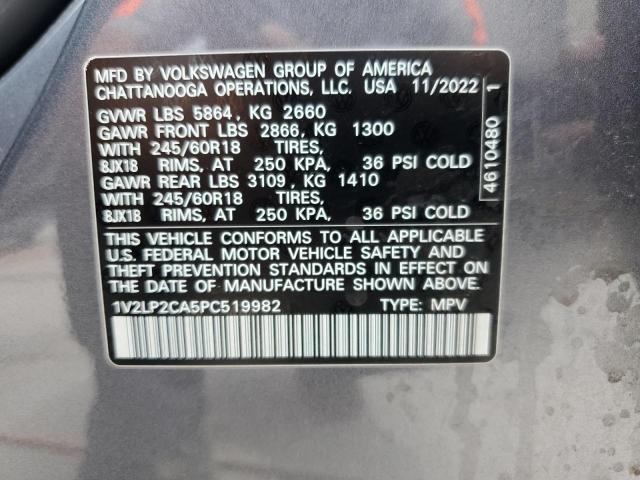 MFD BY VOLKSWAGEN GROUP OF AMERICA
CHATTANOOGA OPERATIONS, LLC. USA 11/2022
GVWR LBS 5864, KG 2660
GAWR FRONT LBS 2866, KG 1300
WITH 245/60R18 TIRES,
8JX18 RIMS, AT 250 KPA, 36 PSI COLD
GAWR REAR LBS 3109, KG 1410
WITH 245/60R18 TIRES,
8JX18 RIMS, AT 250 KPA, 36 PSI COLD
THIS VEHICLE CONFORMS TO ALL APPLICABLE
U.S. FEDERAL MOTOR VEHICLE SAFETY AND
THEFT PREVENTION STANDARDS IN EFFECT ON
THE DATE OF MANUFACTURE SHOWN ABOVE.
1V2LP2CA5PC519982 TYPE: MPV
4610480 1